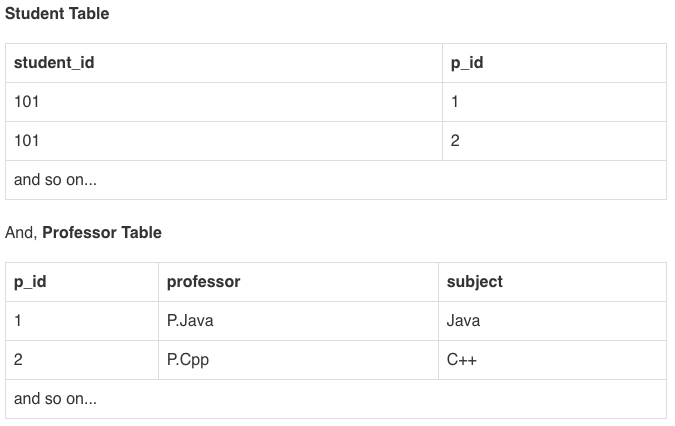 Student Table
student_id p_id
101 1
101 2
and so on...
And, Professor Table
p_id professor subject
1 P.Java Java
2 P.Cpp C++
and so on...